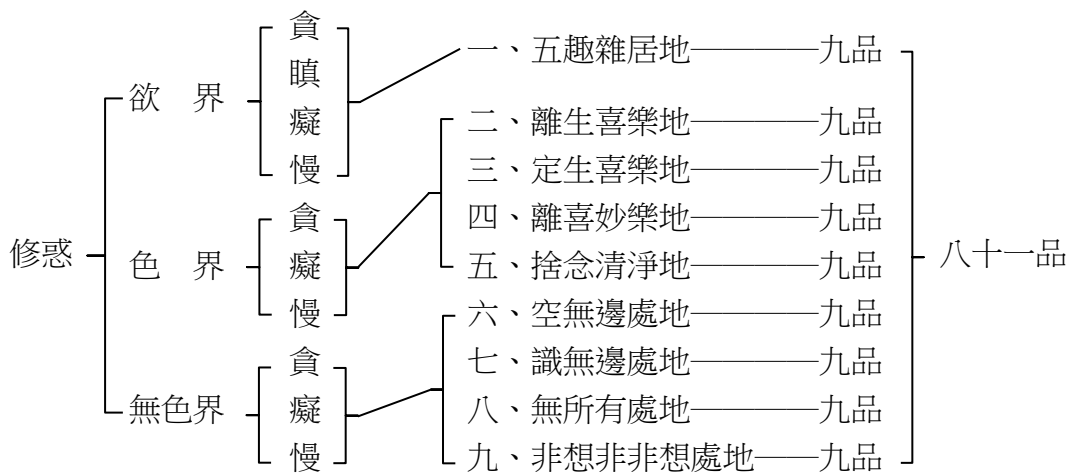 修惑
欲　界
貪
瞋
癡
慢
一、五趣雜居地————九品
色　界
貪
癡
慢
二、離生喜樂地————九品
三、定生喜樂地————九品
四、離喜妙樂地————九品
五、捨念清淨地————九品
無色界
貪
癡
慢
六、空無邊處地————九品
七、識無邊處地————九品
八、無所有處地————九品
九、非想非非想處地——九品
八十一品